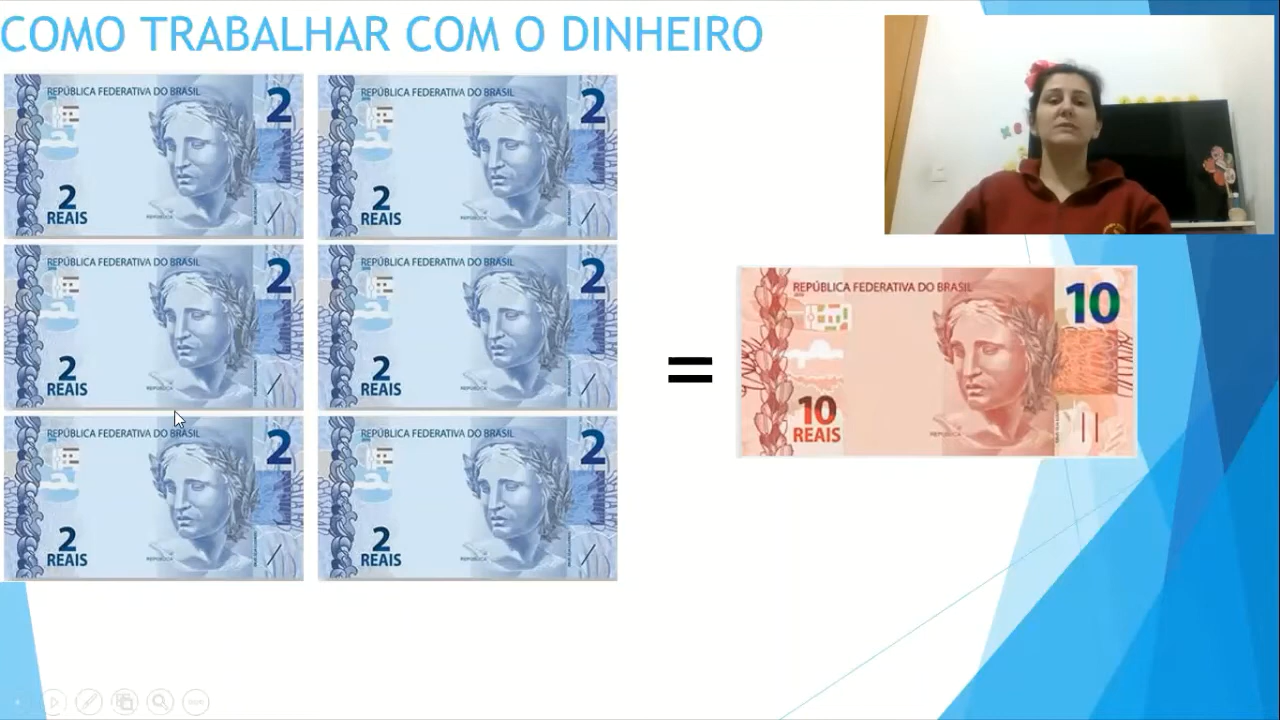 COMO TRABALHAR COM O DINHEIRO
REPÚBLICA FEDERATIVA DO BRASIL
2
2
REAIS
REPÚBLICA FEDERATIVA DO BRASIL
2
2
REAIS
REPÚBLICA FEDERATIVA DO BRASIL
2
2
REAIS
REPÚBLICA FEDERATIVA DO BRASIL
2
2
REAIS
=
REPÚBLICA FEDERATIVA DO BRASIL
10
10
REAIS
REPÚBLICA
REPÚBLICA FEDERATIVA DO BRASIL
2
2
REAIS
REPÚBLICA FEDERATIVA DO BRASIL
2
2
REAIS